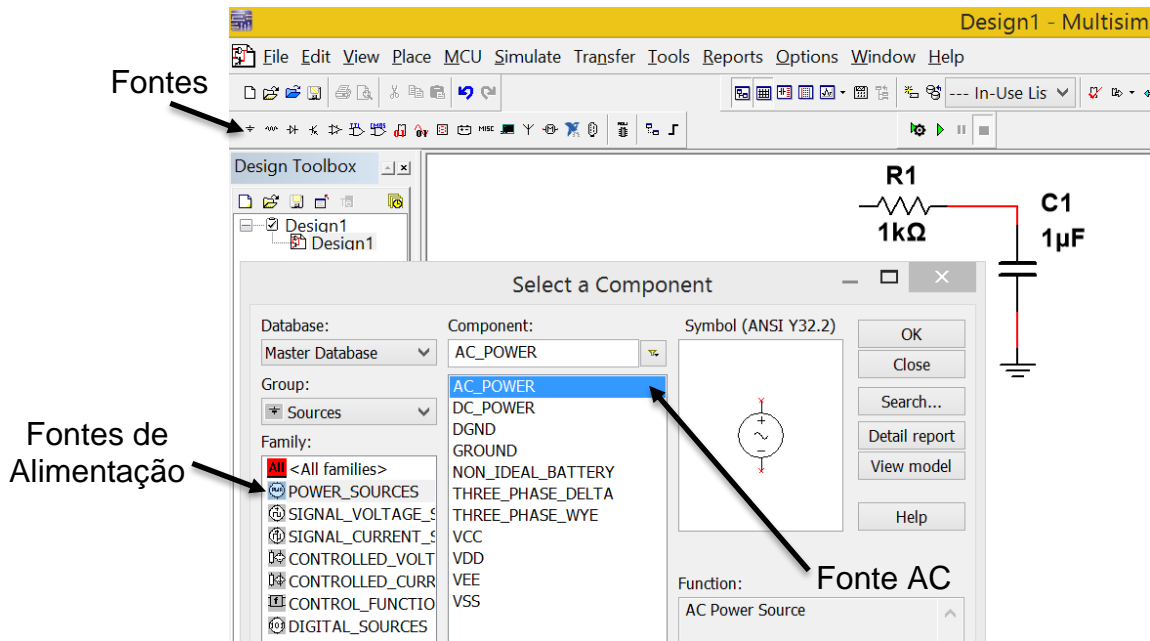 Design1 - Multisim
File Edit View Place MCU Simulate Transfer Tools Reports Options Window Help
Fontes
--- In-Use Lis
MISC
Design Toolbox
Design1
Design1
R1
1kΩ
C1
1µF
Select a Component
Database:
Master Database
Group:
Sources
Family:
All <All families>
POWER_SOURCES
SIGNAL_VOLTAGE_S
SIGNAL_CURRENT_S
CONTROLLED_VOLT
CONTROLLED_CURR
CONTROL_FUNCTIO
DIGITAL_SOURCES
Fontes de
Alimentação
Component:
AC_POWER
AC_POWER
DC_POWER
DGND
GROUND
NON_IDEAL_BATTERY
THREE_PHASE_DELTA
THREE_PHASE_WYE
VCC
VDD
VEE
VSS
Symbol (ANSI Y32.2)
OK
Close
Search...
Detail report
View model
Help
Fonte AC
Function:
AC Power Source